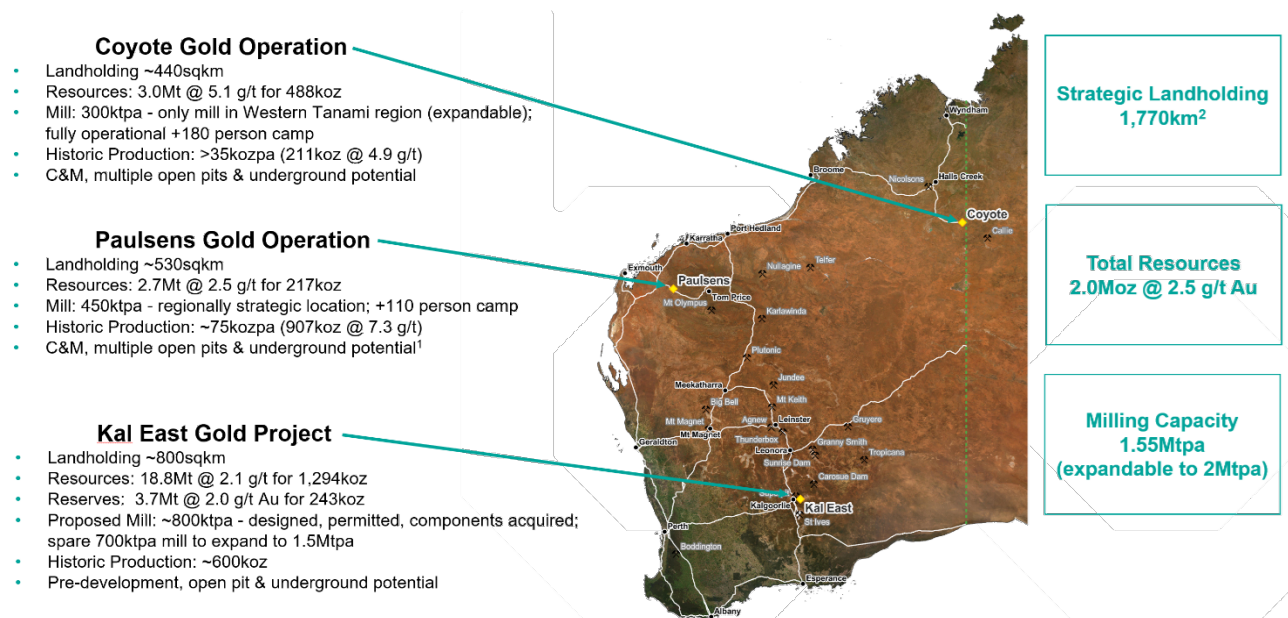 Coyote Gold Operation
• Landholding ~440sqkm
• Resources: 3.0Mt @ 5.1 g/t for 488koz
• Mill: 300ktpa - only mill in Western Tanami region (expandable);
fully operational +180 person camp
• Historic Production: >35kozpa (211koz @ 4.9 g/t)
• C&M, multiple open pits & underground potential
Paulsens Gold Operation
• Landholding ~530sqkm
• Resources: 2.7Mt @ 2.5 g/t for 217koz
• Mill: 450ktpa - regionally strategic location; +110 person camp
• Historic Production: ~75kozpa (907koz @ 7.3 g/t)
• C&M, multiple open pits & underground potential¹
Kal East Gold Project
• Landholding ~800sqkm
• Resources: 18.8Mt @ 2.1 g/t for 1,294koz
• Reserves: 3.7Mt @ 2.0 g/t Au for 243koz
• Proposed Mill: ~800ktpa - designed, permitted, components acquired;
spare 700ktpa mill to expand to 1.5Mtpa
• Historic Production: ~600koz
• Pre-development, open pit & underground potential
Wyndham
Broome
Nicolsons
Halls Creek
Coyote
Callie
Port Hedland
Karratha
Exmouth
Nullagine
Telfer
Paulsens
Tom Price
Mt Olympus
Karlawinda
Plutonic
Jundee
Meekatharra
Mt Keith
Big Bell
Mt Magnet
Agnew
Leinster
Gruyere
Mt Magnet
Geraldton
Thunderbox
Granny Smith
Leonora
Tropicana
Sunrise Dam
Carosue Dam
Kalgoorlie
Kal East
St Ives
Perth
Boddington
Esperance
Albany
Strategic Landholding
1,770km²
Total Resources
2.0Moz @ 2.5 g/t Au
Milling Capacity
1.55Mtpa
(expandable to 2Mtpa)